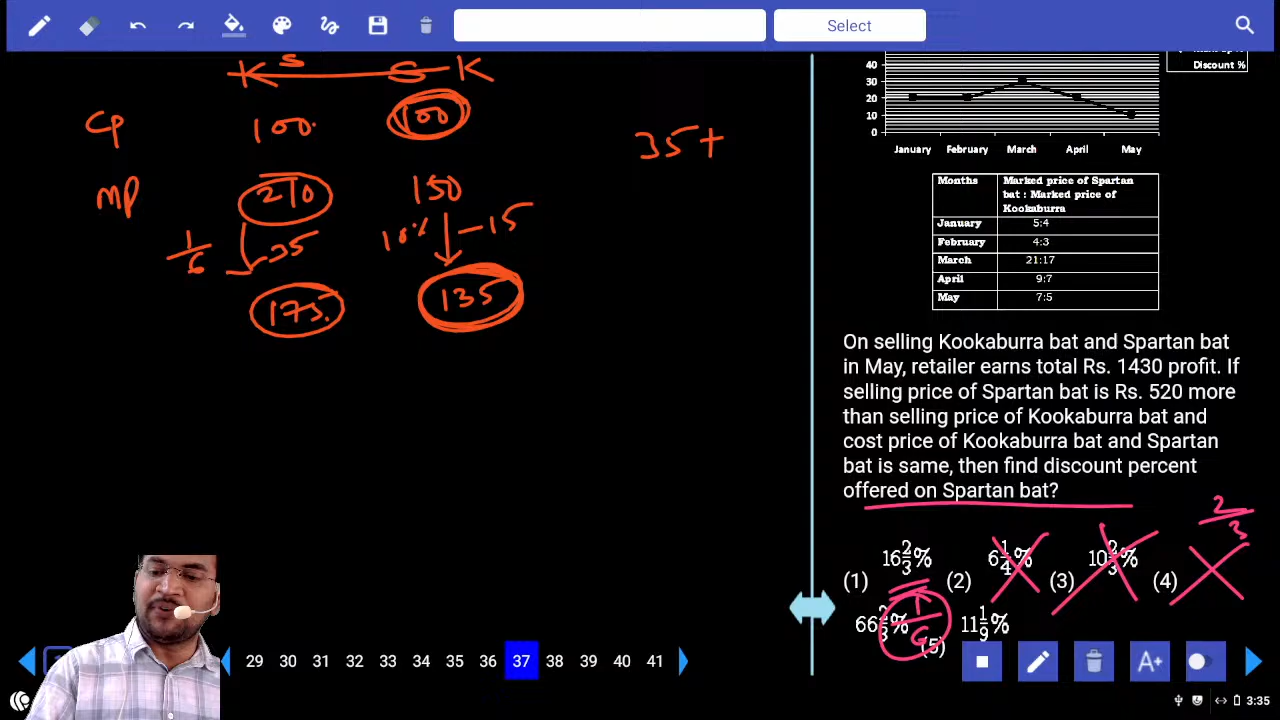 Select
K S S K
CP 100 100
MP 210 150
1/6 -35 10% -15
175 135
35+
40
30
20
10
0
Discount %
January February March April May
Months Marked price of Spartan bat : Marked price of Kookaburra
January 5:4
February 4:3
March 21:17
April 9:7
May 7:5
On selling Kookaburra bat and Spartan bat
in May, retailer earns total Rs. 1430 profit. If
selling price of Spartan bat is Rs. 520 more
than selling price of Kookaburra bat and
cost price of Kookaburra bat and Spartan
bat is same, then find discount percent
offered on Spartan bat?
2/3
(1) 16 2/3% (2) 6 1/4% (3) 10 2/3% (4)
66 2/3% (5) 11 1/9%
1/6
29 30 31 32 33 34 35 36 37 38 39 40 41
A+
3:35